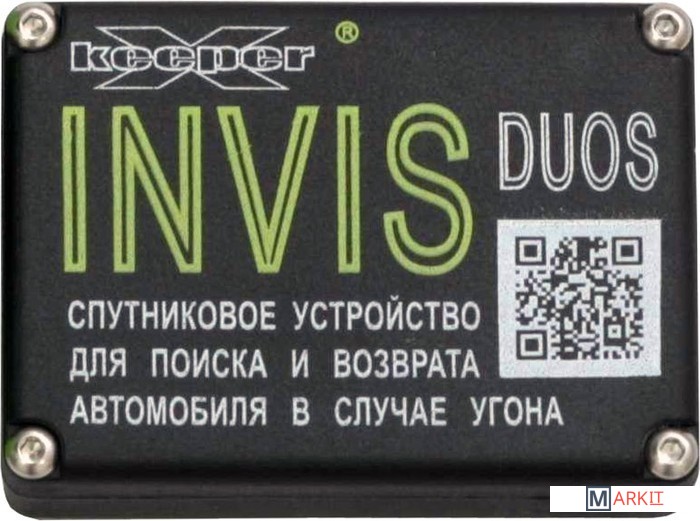 keeper ®
INVIS DUOS
СПУТНИКОВОЕ УСТРОЙСТВО
ДЛЯ ПОИСКА И ВОЗВРАТА
АВТОМОБИЛЯ В СЛУЧАЕ УГОНА
MARKIT